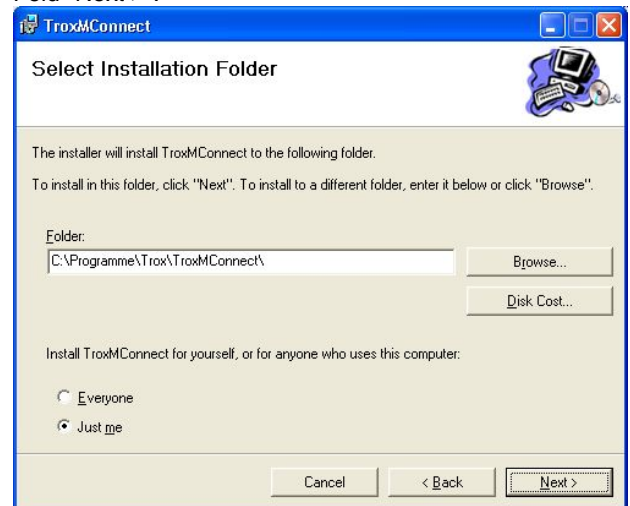 TroxMConnect
Select Installation Folder
The installer will install TroxMConnect to the following folder.
To install in this folder, click "Next". To install to a different folder, enter it below or click "Browse".
Folder:
C:\Programme\Trox\TroxMConnect\
Browse...
Disk Cost...
Install TroxMConnect for yourself, or for anyone who uses this computer:
Everyone
Just me
Cancel
< Back
Next >